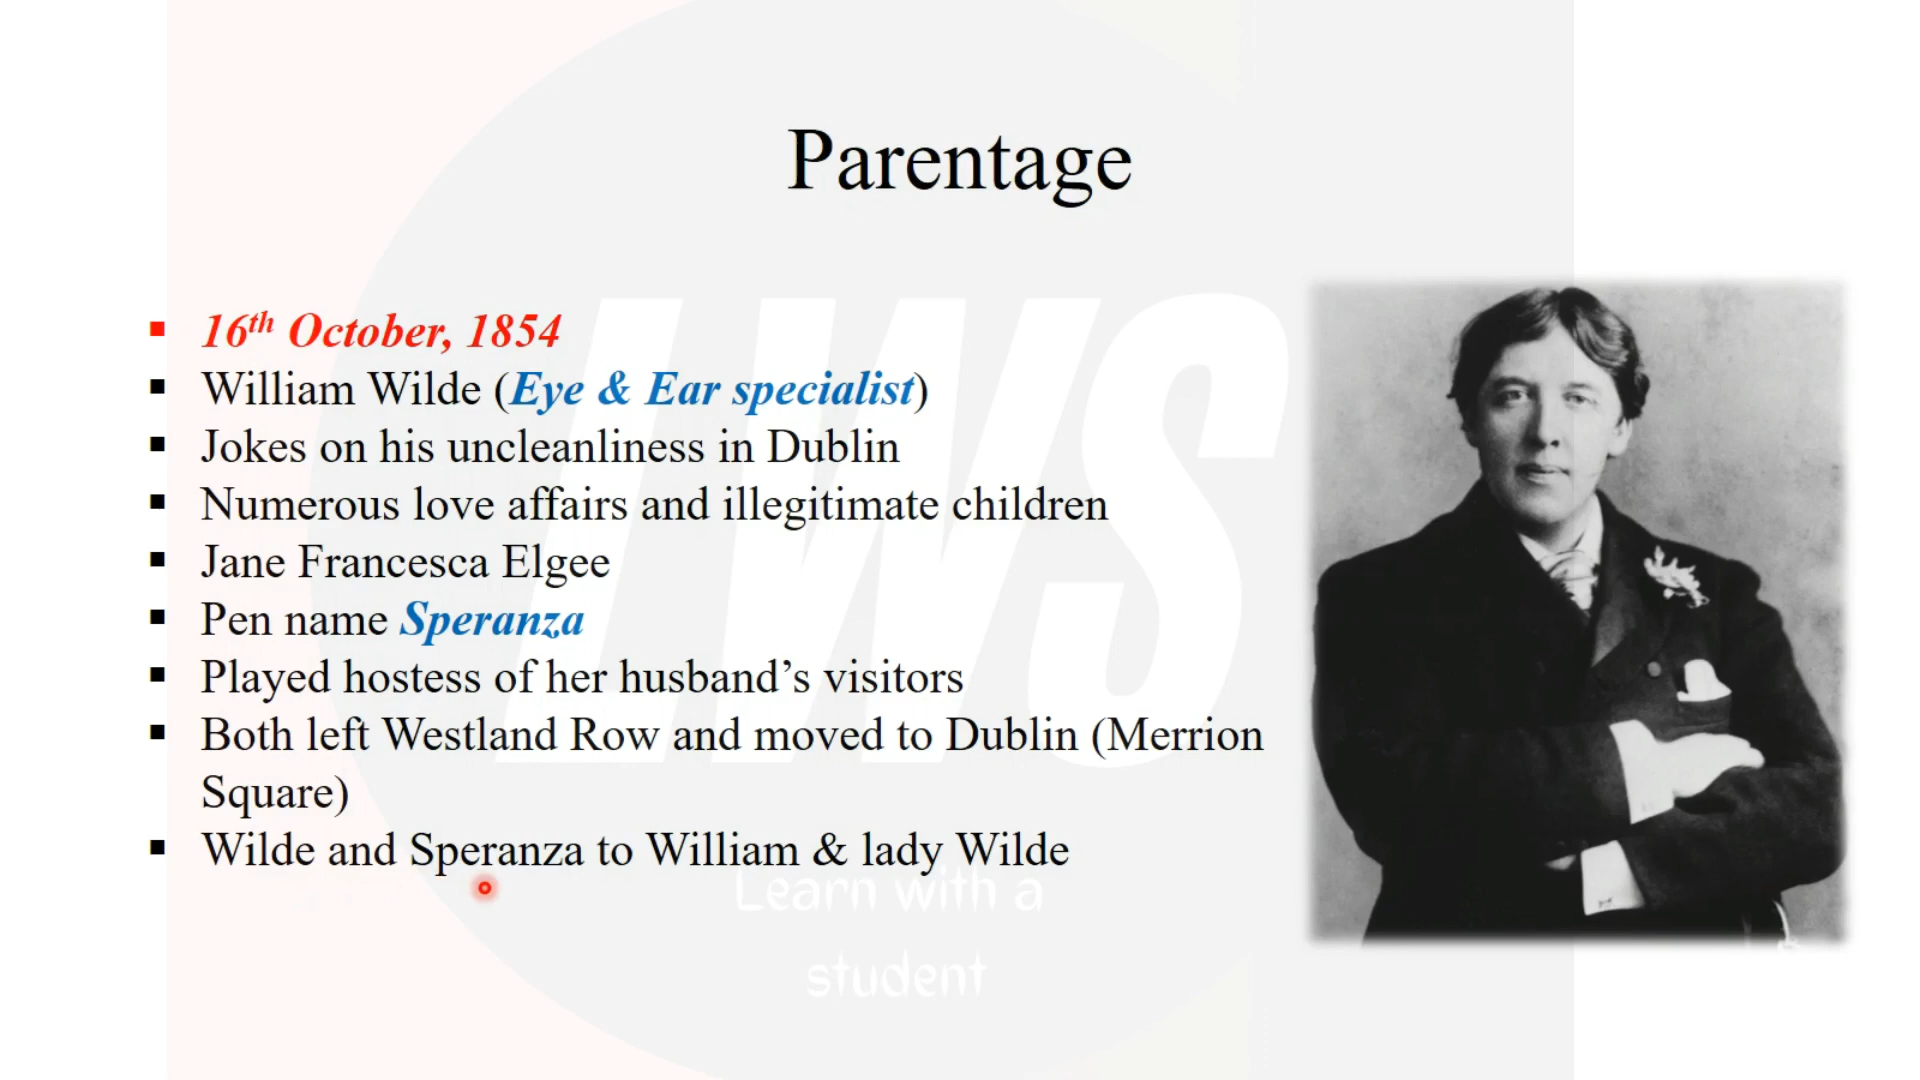 Parentage
16th October, 1854
William Wilde (Eye & Ear specialist)
Jokes on his uncleanliness in Dublin
Numerous love affairs and illegitimate children
Jane Francesca Elgee
Pen name Speranza
Played hostess of her husband’s visitors
Both left Westland Row and moved to Dublin (Merrion
Square)
Wilde and Speranza to William & lady Wilde
LWS
Learn with a
student